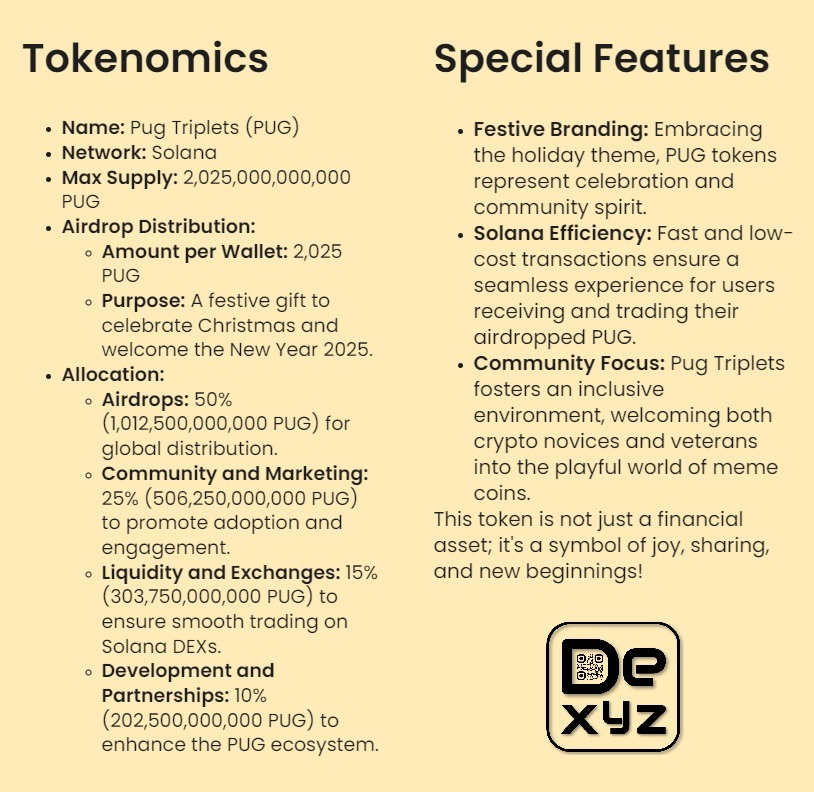 Tokenomics
Name: Pug Triplets (PUG)
Network: Solana
Max Supply: 2,025,000,000,000
PUG
Airdrop Distribution:
Amount per Wallet: 2,025
PUG
Purpose: A festive gift to
celebrate Christmas and
welcome the New Year 2025.
Allocation:
Airdrops: 50%
(1,012,500,000,000 PUG) for
global distribution.
Community and Marketing:
25% (506,250,000,000 PUG)
to promote adoption and
engagement.
Liquidity and Exchanges: 15%
(303,750,000,000 PUG) to
ensure smooth trading on
Solana DEXs.
Development and
Partnerships: 10%
(202,500,000,000 PUG) to
enhance the PUG ecosystem.
Special Features
Festive Branding: Embracing
the holiday theme, PUG tokens
represent celebration and
community spirit.
Solana Efficiency: Fast and low-
cost transactions ensure a
seamless experience for users
receiving and trading their
airdropped PUG.
Community Focus: Pug Triplets
fosters an inclusive
environment, welcoming both
crypto novices and veterans
into the playful world of meme
coins.
This token is not just a financial
asset; it's a symbol of joy, sharing,
and new beginnings!
De
xyz